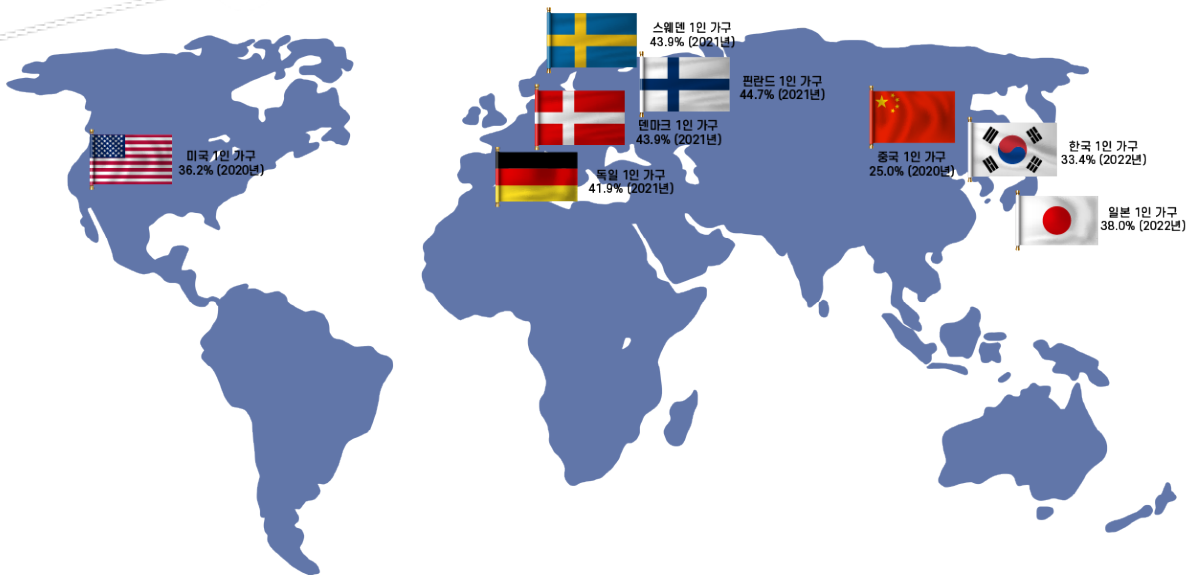 스웨덴 1인 가구
43.9% (2021년)
핀란드 1인 가구
44.7% (2021년)
덴마크 1인 가구
43.9% (2021년)
독일 1인 가구
41.9% (2021년)
미국 1인 가구
36.2% (2020년)
중국 1인 가구
25.0% (2020년)
한국 1인 가구
33.4% (2022년)
일본 1인 가구
38.0% (2022년)